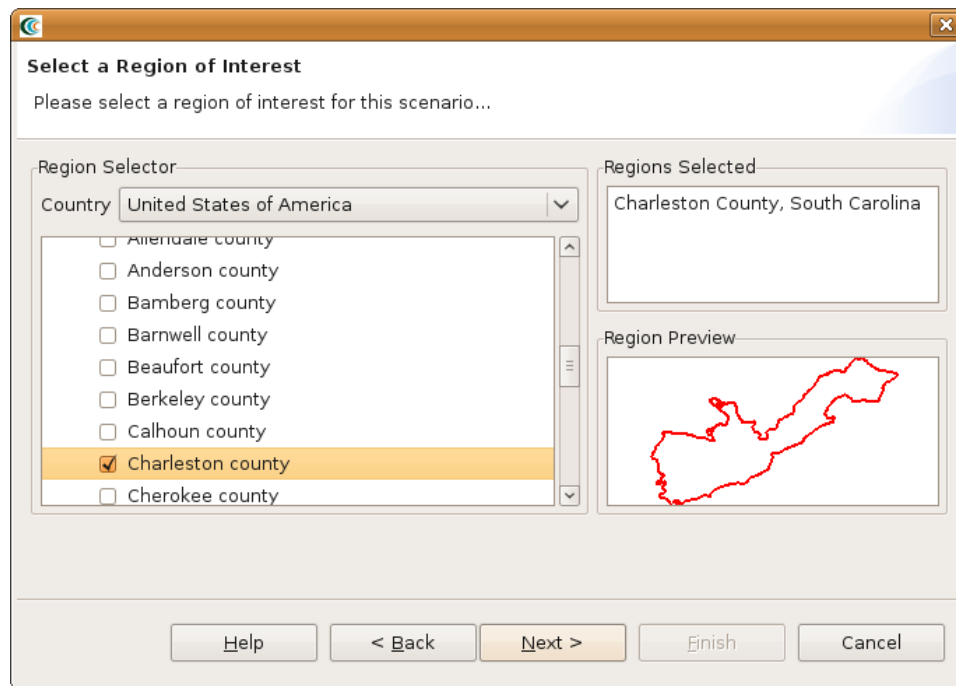 Select a Region of Interest
Please select a region of interest for this scenario...
Region Selector
Country United States of America
Allendale county
Anderson county
Bamberg county
Barnwell county
Beaufort county
Berkeley county
Calhoun county
Charleston county
Cherokee county
Regions Selected
Charleston County, South Carolina
Region Preview
Help
< Back
Next >
Finish
Cancel